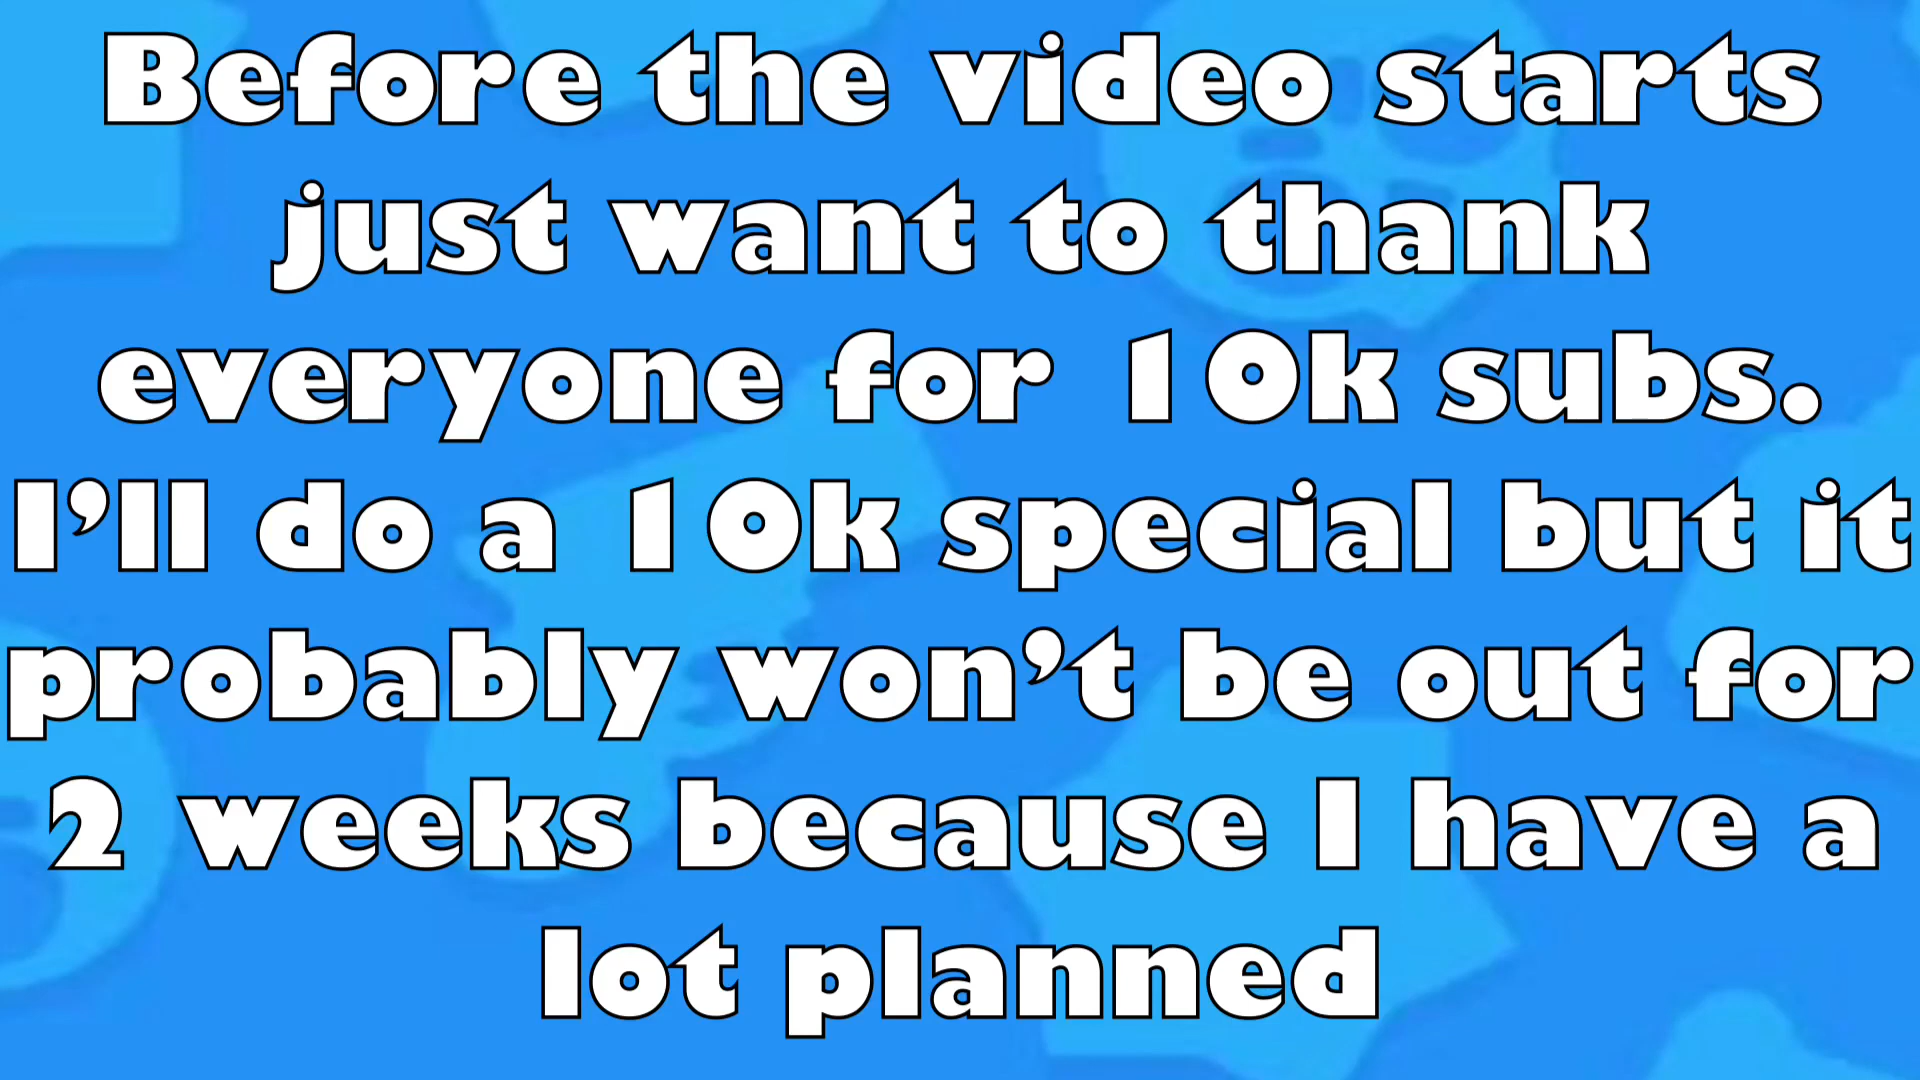 Before the video starts
just want to thank
everyone for 10k subs.
I’ll do a 10k special but it
probably won’t be out for
2 weeks because I have a
lot planned